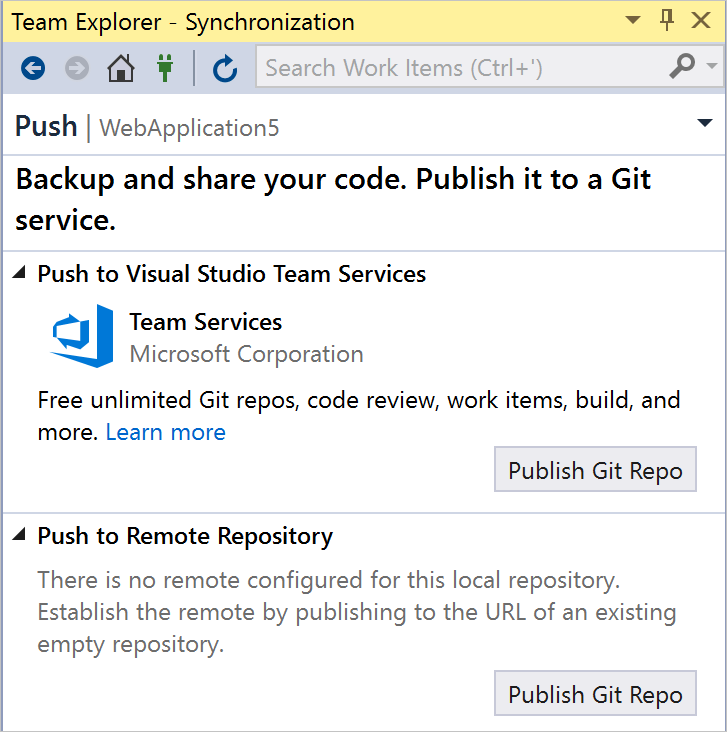 Team Explorer - Synchronization
Search Work Items (Ctrl+')
Push | WebApplication5
Backup and share your code. Publish it to a Git
service.
Push to Visual Studio Team Services
Team Services
Microsoft Corporation
Free unlimited Git repos, code review, work items, build, and
more. Learn more
Publish Git Repo
Push to Remote Repository
There is no remote configured for this local repository.
Establish the remote by publishing to the URL of an existing
empty repository.
Publish Git Repo